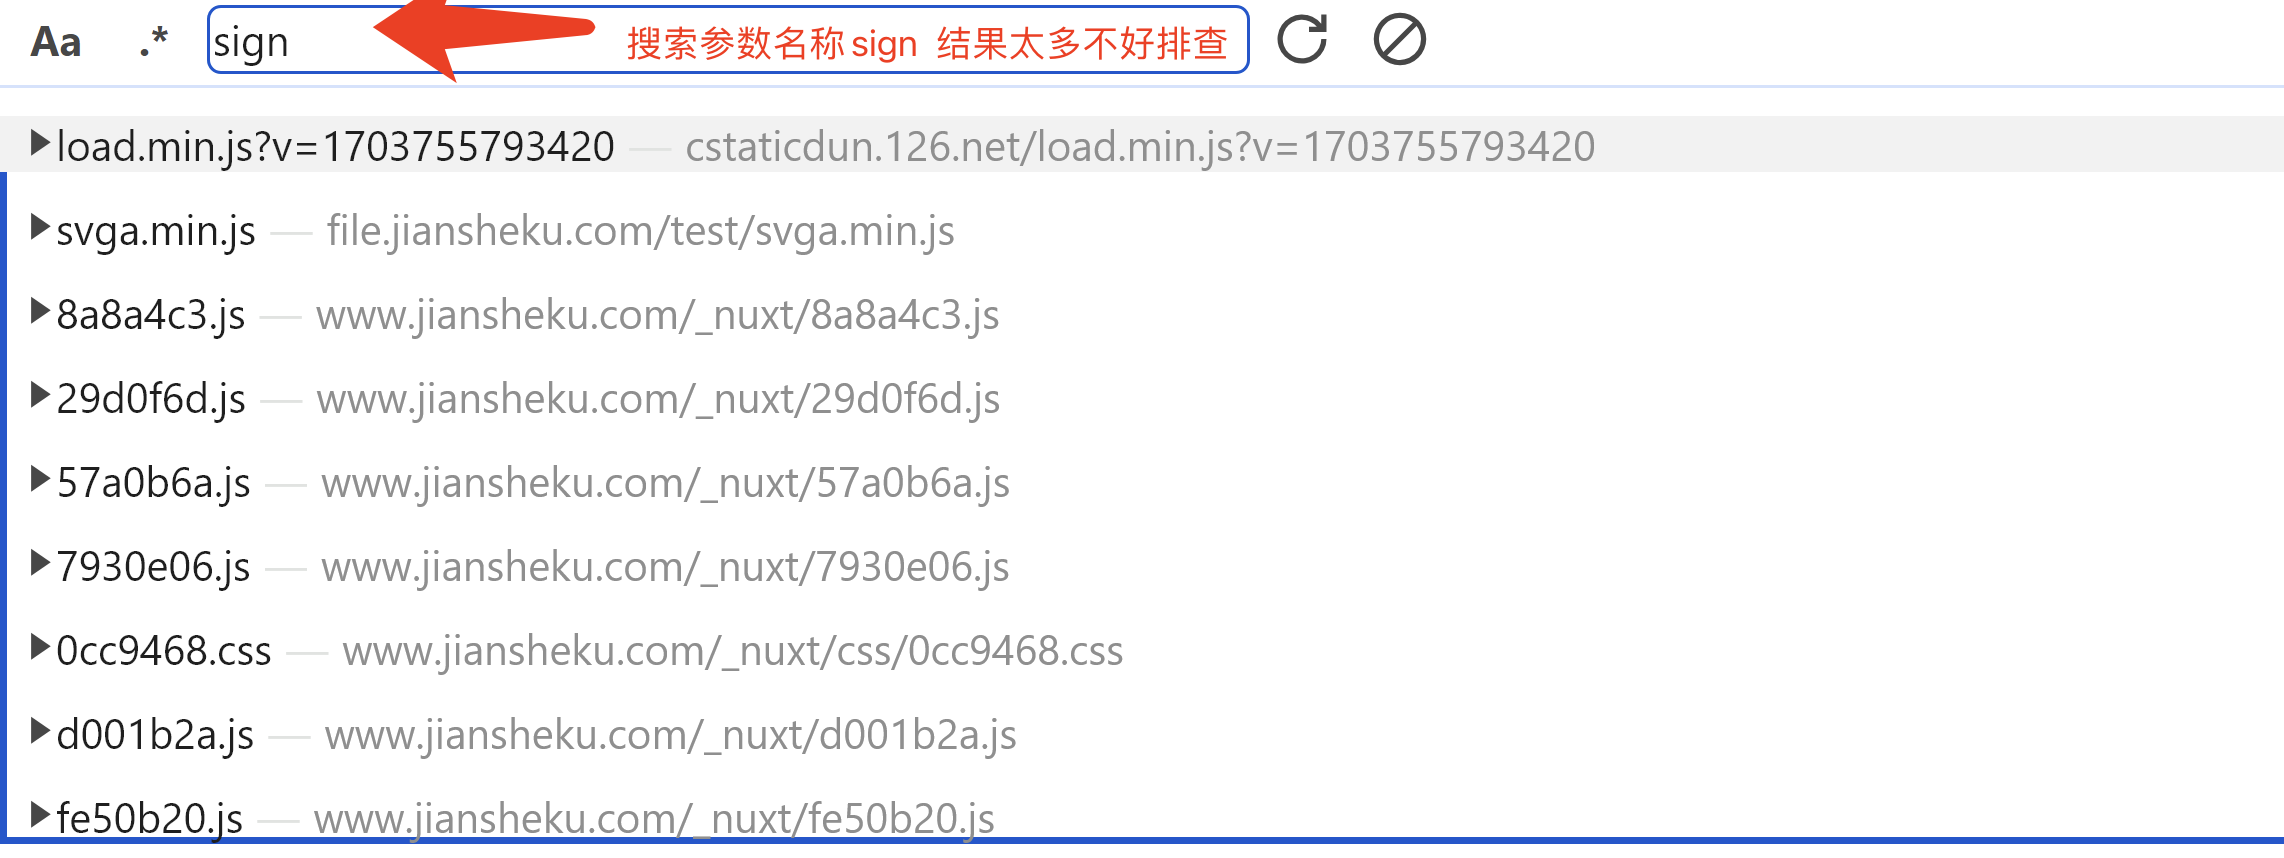 Aa .* sign 搜索参数名称 sign 结果太多不好排查
load.min.js?v=1703755793420 — cstaticdun.126.net/load.min.js?v=1703755793420
svga.min.js — file.jiansheku.com/test/svga.min.js
8a8a4c3.js — www.jiansheku.com/_nuxt/8a8a4c3.js
29d0f6d.js — www.jiansheku.com/_nuxt/29d0f6d.js
57a0b6a.js — www.jiansheku.com/_nuxt/57a0b6a.js
7930e06.js — www.jiansheku.com/_nuxt/7930e06.js
0cc9468.css — www.jiansheku.com/_nuxt/css/0cc9468.css
d001b2a.js — www.jiansheku.com/_nuxt/d001b2a.js
fe50b20.js — www.jiansheku.com/_nuxt/fe50b20.js